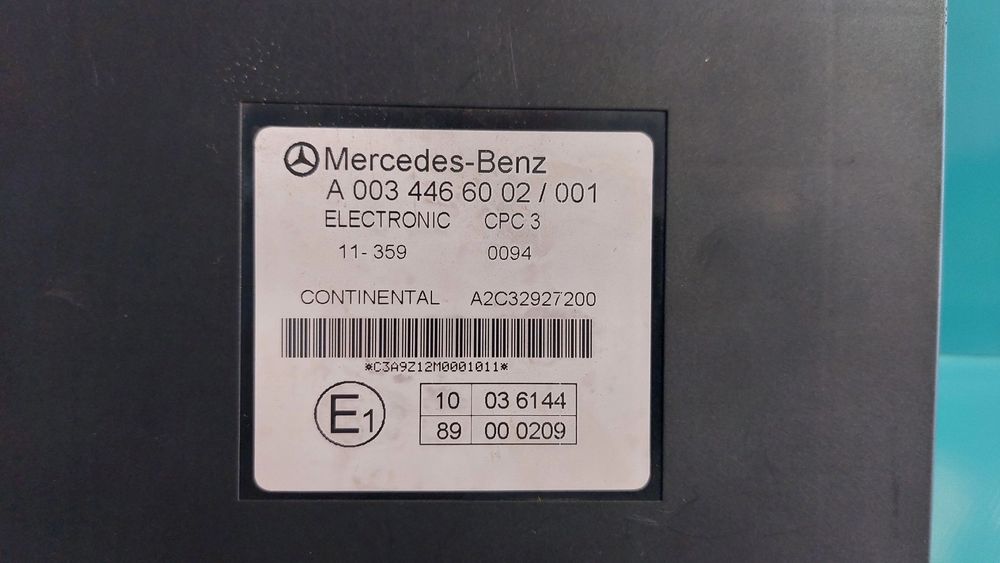 Mercedes-Benz
A 003 446 60 02 / 001
ELECTRONIC CPC 3
11- 359 0094
CONTINENTAL A2C32927200
*C3A9Z12M0001011*
E1
10 03 6144
89 00 0209